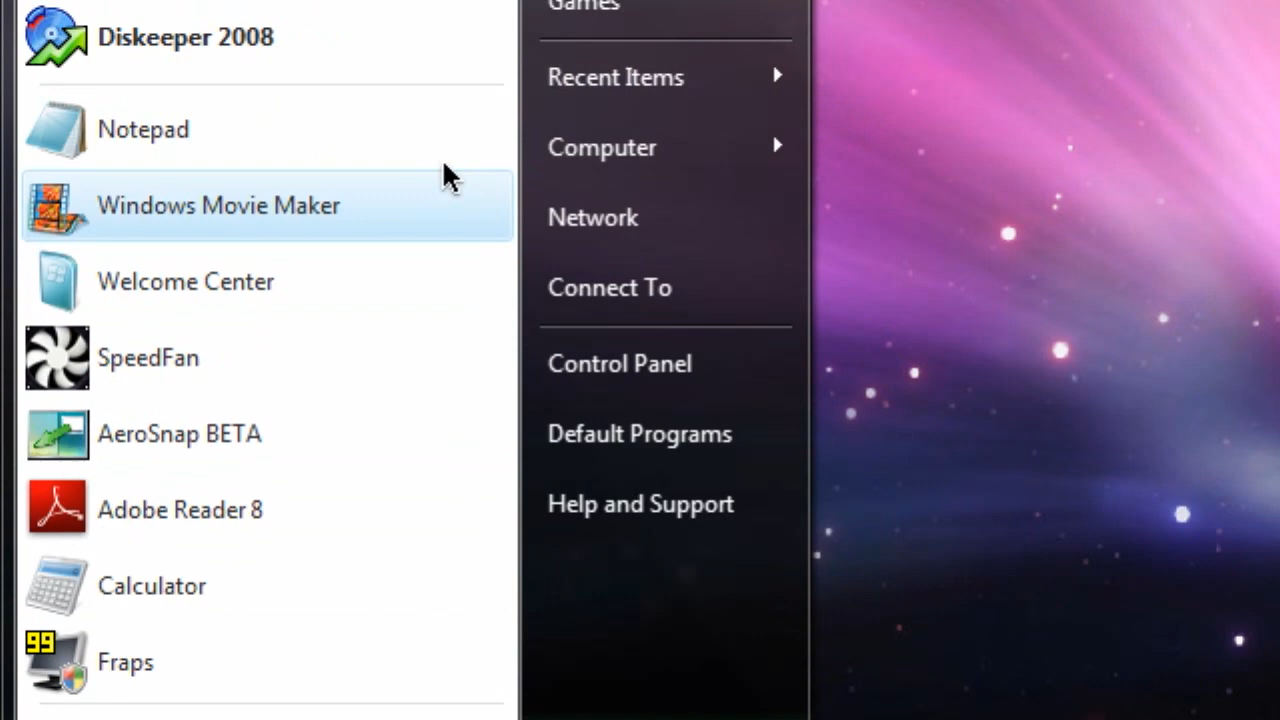 Diskeeper 2008
Notepad
Windows Movie Maker
Welcome Center
SpeedFan
AeroSnap BETA
Adobe Reader 8
Calculator
99
Fraps
Games
Recent Items
Computer
Network
Connect To
Control Panel
Default Programs
Help and Support